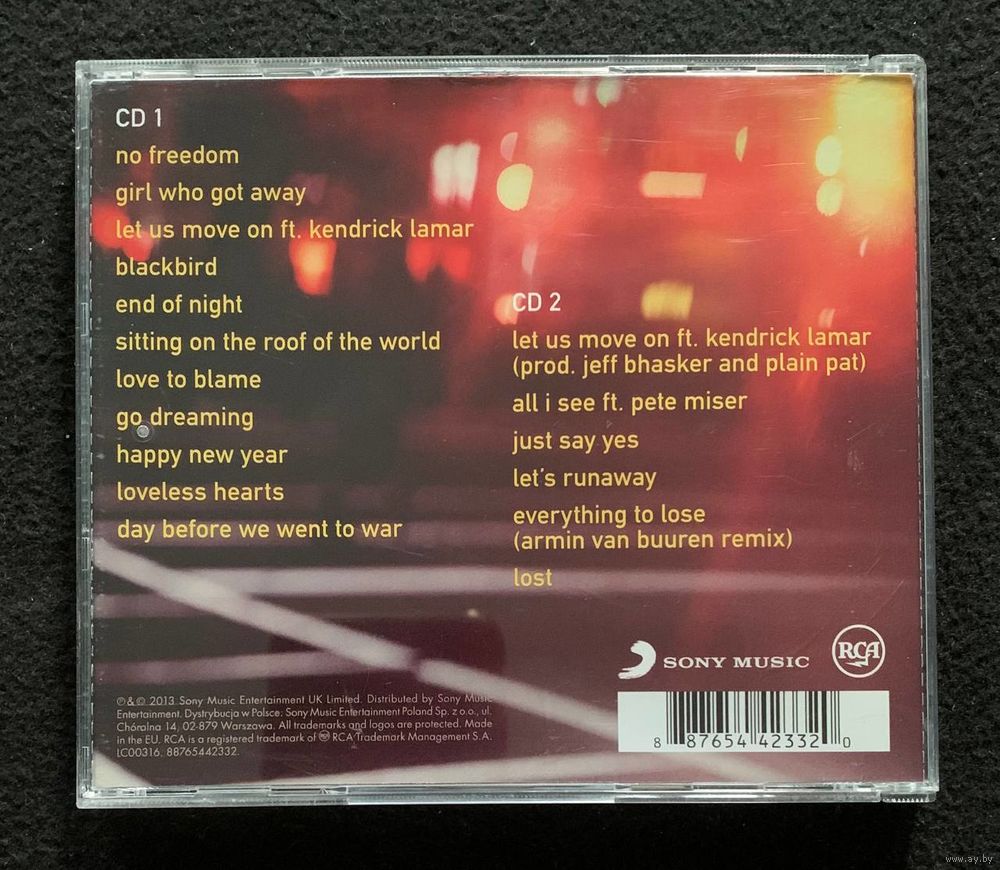 CD 1
no freedom
girl who got away
let us move on ft. kendrick lamar
blackbird
end of night
sitting on the roof of the world
love to blame
go dreaming
happy new year
loveless hearts
day before we went to war
CD 2
let us move on ft. kendrick lamar
(prod. jeff bhasker and plain pat)
all i see ft. pete miser
just say yes
let's runaway
everything to lose
(armin van buuren remix)
lost
SONY MUSIC
RCA
℗&© 2013 Sony Music Entertainment UK Limited. Distributed by Sony Music
Entertainment. Dystrybucja w Polsce: Sony Music Entertainment Poland Sp. z o.o., ul.
Chóralna 14, 02-879 Warszawa. All trademarks and logos are protected. Made
in the EU. RCA is a registered trademark of RCA Trademark Management S.A.
LC00316. 88765442332.
8 87654 42332 0
www.ay.by